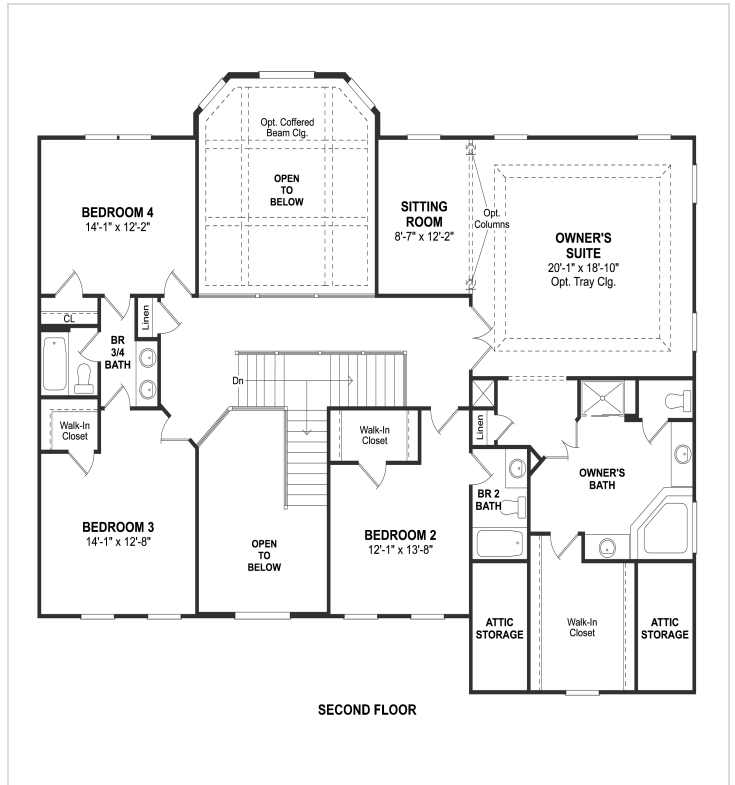 Opt. Coffered
Beam Clg.
OPEN
TO
BELOW
BEDROOM 4
14'-1" x 12'-2"
SITTING
ROOM
8'-7" x 12'-2"
Opt.
Columns
OWNER'S
SUITE
20'-1" x 18'-10"
Opt. Tray Clg.
CL
Linen
BR
3/4
BATH
Dn
Walk-In
Closet
Walk-In
Closet
Linen
OWNER'S
BATH
BR 2
BATH
BEDROOM 3
14'-1" x 12'-8"
OPEN
TO
BELOW
BEDROOM 2
12'-1" x 13'-8"
ATTIC
STORAGE
Walk-In
Closet
ATTIC
STORAGE
SECOND FLOOR